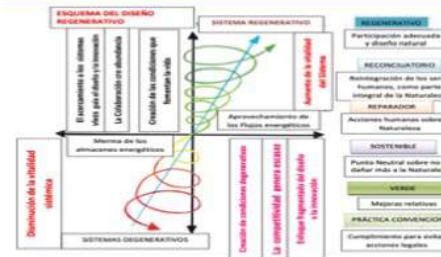 ESQUEMA DEL DISEÑO
REGENERATIVO
SISTEMA REGENERATIVO
El acercamiento a los sistemas
vivos guía el diseño y la innovación
La Colaboración crea abundancia
Creación de las condiciones que
fomentan la vida
Aumento de la vitalidad
del Sistema
Aprovechamiento de
los Flujos energéticos
Merma de los
almacenes energéticos
Disminución de la vitalidad
sistémica
SISTEMAS DEGENERATIVOS
Creación de condiciones degenerativas
La competitividad genera escasez
Enfoque fragmentado del diseño
e la innovación
REGENERATIVO
Participación adecuada
y diseño natural
RECONCILIATORIO
Reintegración de los se
humanos, como parte
integral de la Naturale
REPARADOR
Acciones humanas sobre
Naturaleza
SOSTENIBLE
Punto Neutral sobre no
dañar más a la Natural
VERDE
Mejoras relativas
PRÁCTICA CONVENCIO
Cumplimiento para evita
acciones legales